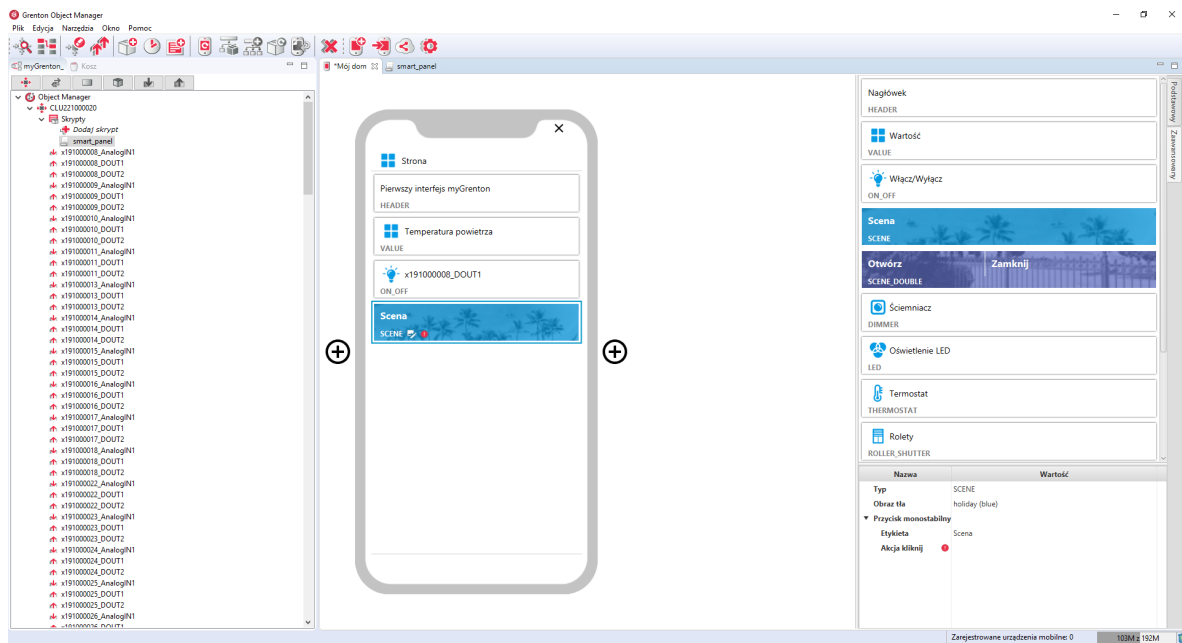 Grenton Object Manager
Plik Edycja Narzędzia Okno Pomoc
myGrenton_ Kosz
*Mój dom smart_panel
Object Manager
CLU221000020
Skrypty
Dodaj skrypt
smart_panel
x191000008_AnalogIN1
x191000008_DOUT1
x191000008_DOUT2
x191000009_AnalogIN1
x191000009_DOUT1
x191000009_DOUT2
x191000010_AnalogIN1
x191000010_DOUT1
x191000010_DOUT2
x191000011_AnalogIN1
x191000011_DOUT1
x191000011_DOUT2
x191000013_AnalogIN1
x191000013_DOUT1
x191000013_DOUT2
x191000014_AnalogIN1
x191000014_DOUT1
x191000014_DOUT2
x191000015_AnalogIN1
x191000015_DOUT1
x191000015_DOUT2
x191000016_AnalogIN1
x191000016_DOUT1
x191000016_DOUT2
x191000017_AnalogIN1
x191000017_DOUT1
x191000017_DOUT2
x191000018_AnalogIN1
x191000018_DOUT1
x191000018_DOUT2
x191000022_AnalogIN1
x191000022_DOUT1
x191000022_DOUT2
x191000023_AnalogIN1
x191000023_DOUT1
x191000023_DOUT2
x191000024_AnalogIN1
x191000024_DOUT1
x191000024_DOUT2
x191000025_AnalogIN1
x191000025_DOUT1
x191000025_DOUT2
x191000026_AnalogIN1
x191000026_DOUT1
Strona
Pierwszy interfejs myGrenton
HEADER
Temperatura powietrza
VALUE
x191000008_DOUT1
ON_OFF
Scena
SCENE
Nagłówek
HEADER
Wartość
VALUE
Włącz/Wyłącz
ON_OFF
Scena
SCENE
Otwórz Zamknij
SCENE_DOUBLE
Ściemniacz
DIMMER
Oświetlenie LED
LED
Termostat
THERMOSTAT
Rolety
ROLLER_SHUTTER
Podstawowy
Zaawansowany
Nazwa Wartość
Typ SCENE
Obraz tła holiday (blue)
Przycisk monostabilny
Etykieta Scena
Akcja kliknij
Zarejestrowane urządzenia mobilne: 0
103M z 192M